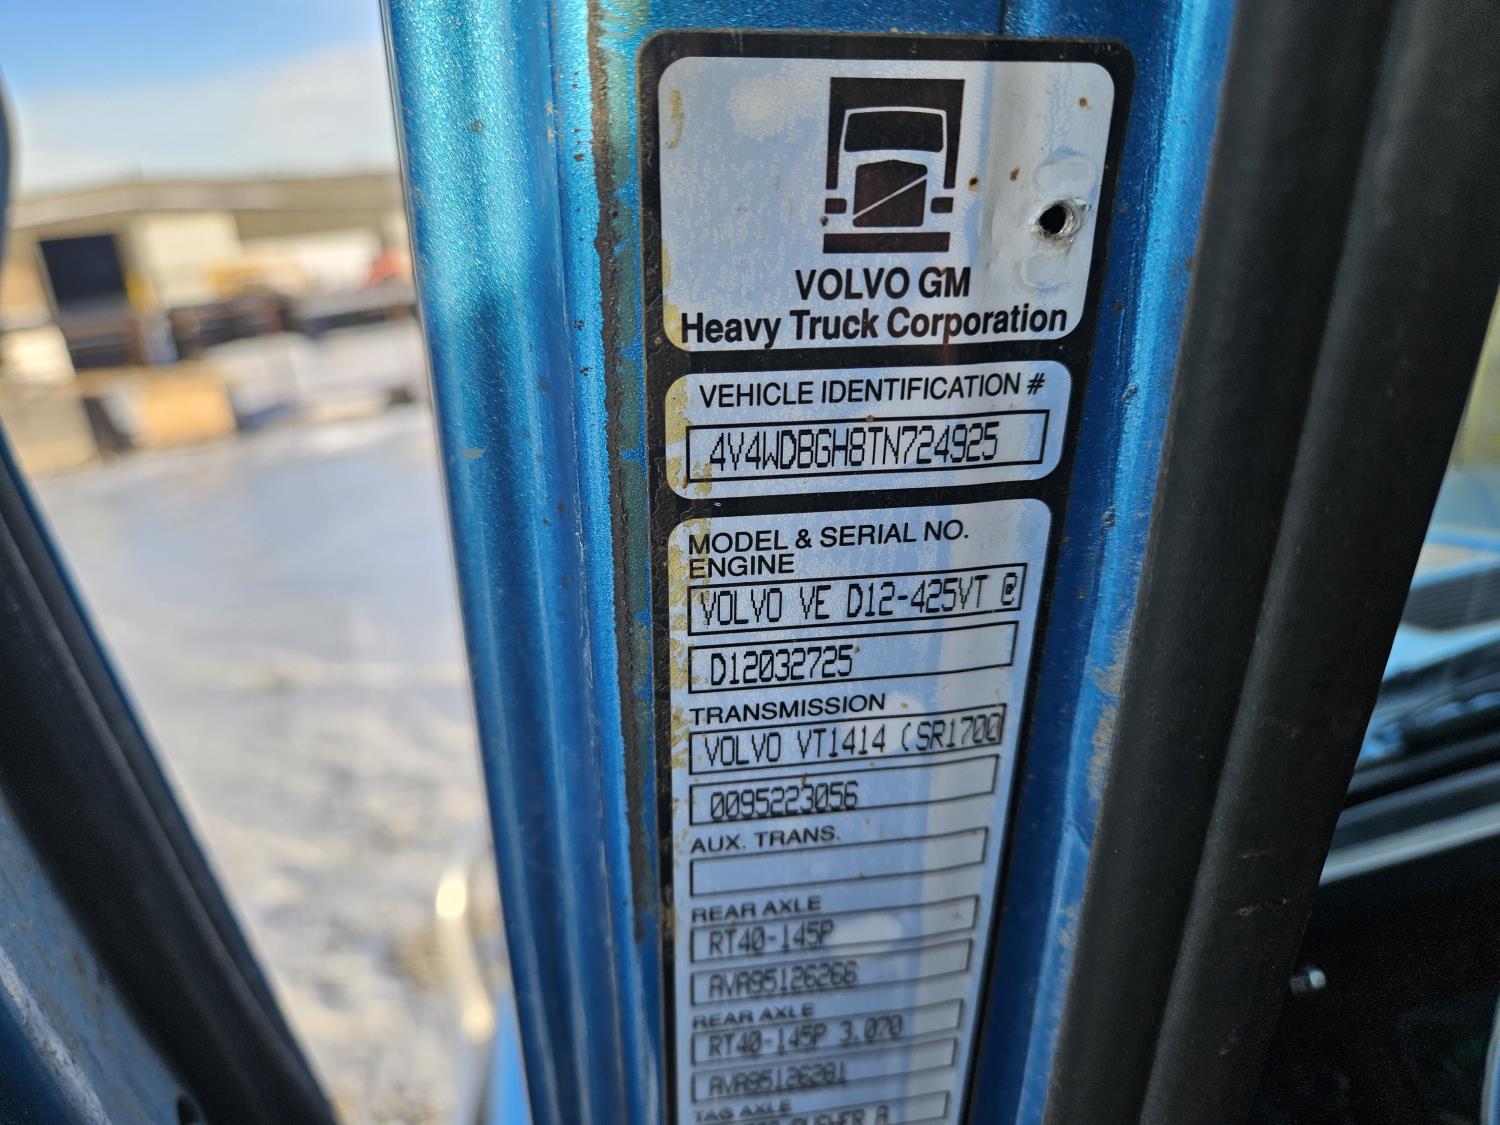 VOLVO GM
Heavy Truck Corporation
VEHICLE IDENTIFICATION #
4V4WDBGH8TN724925
MODEL & SERIAL NO.
ENGINE
VOLVO VE D12-425VT @
D12032725
TRANSMISSION
VOLVO VT1414 (SR1700
0095223056
AUX. TRANS.
REAR AXLE
RT40-145P
AVA95126266
REAR AXLE
RT40-145P 3.070
AVA95126281
TAG AXLE
PUSHER A